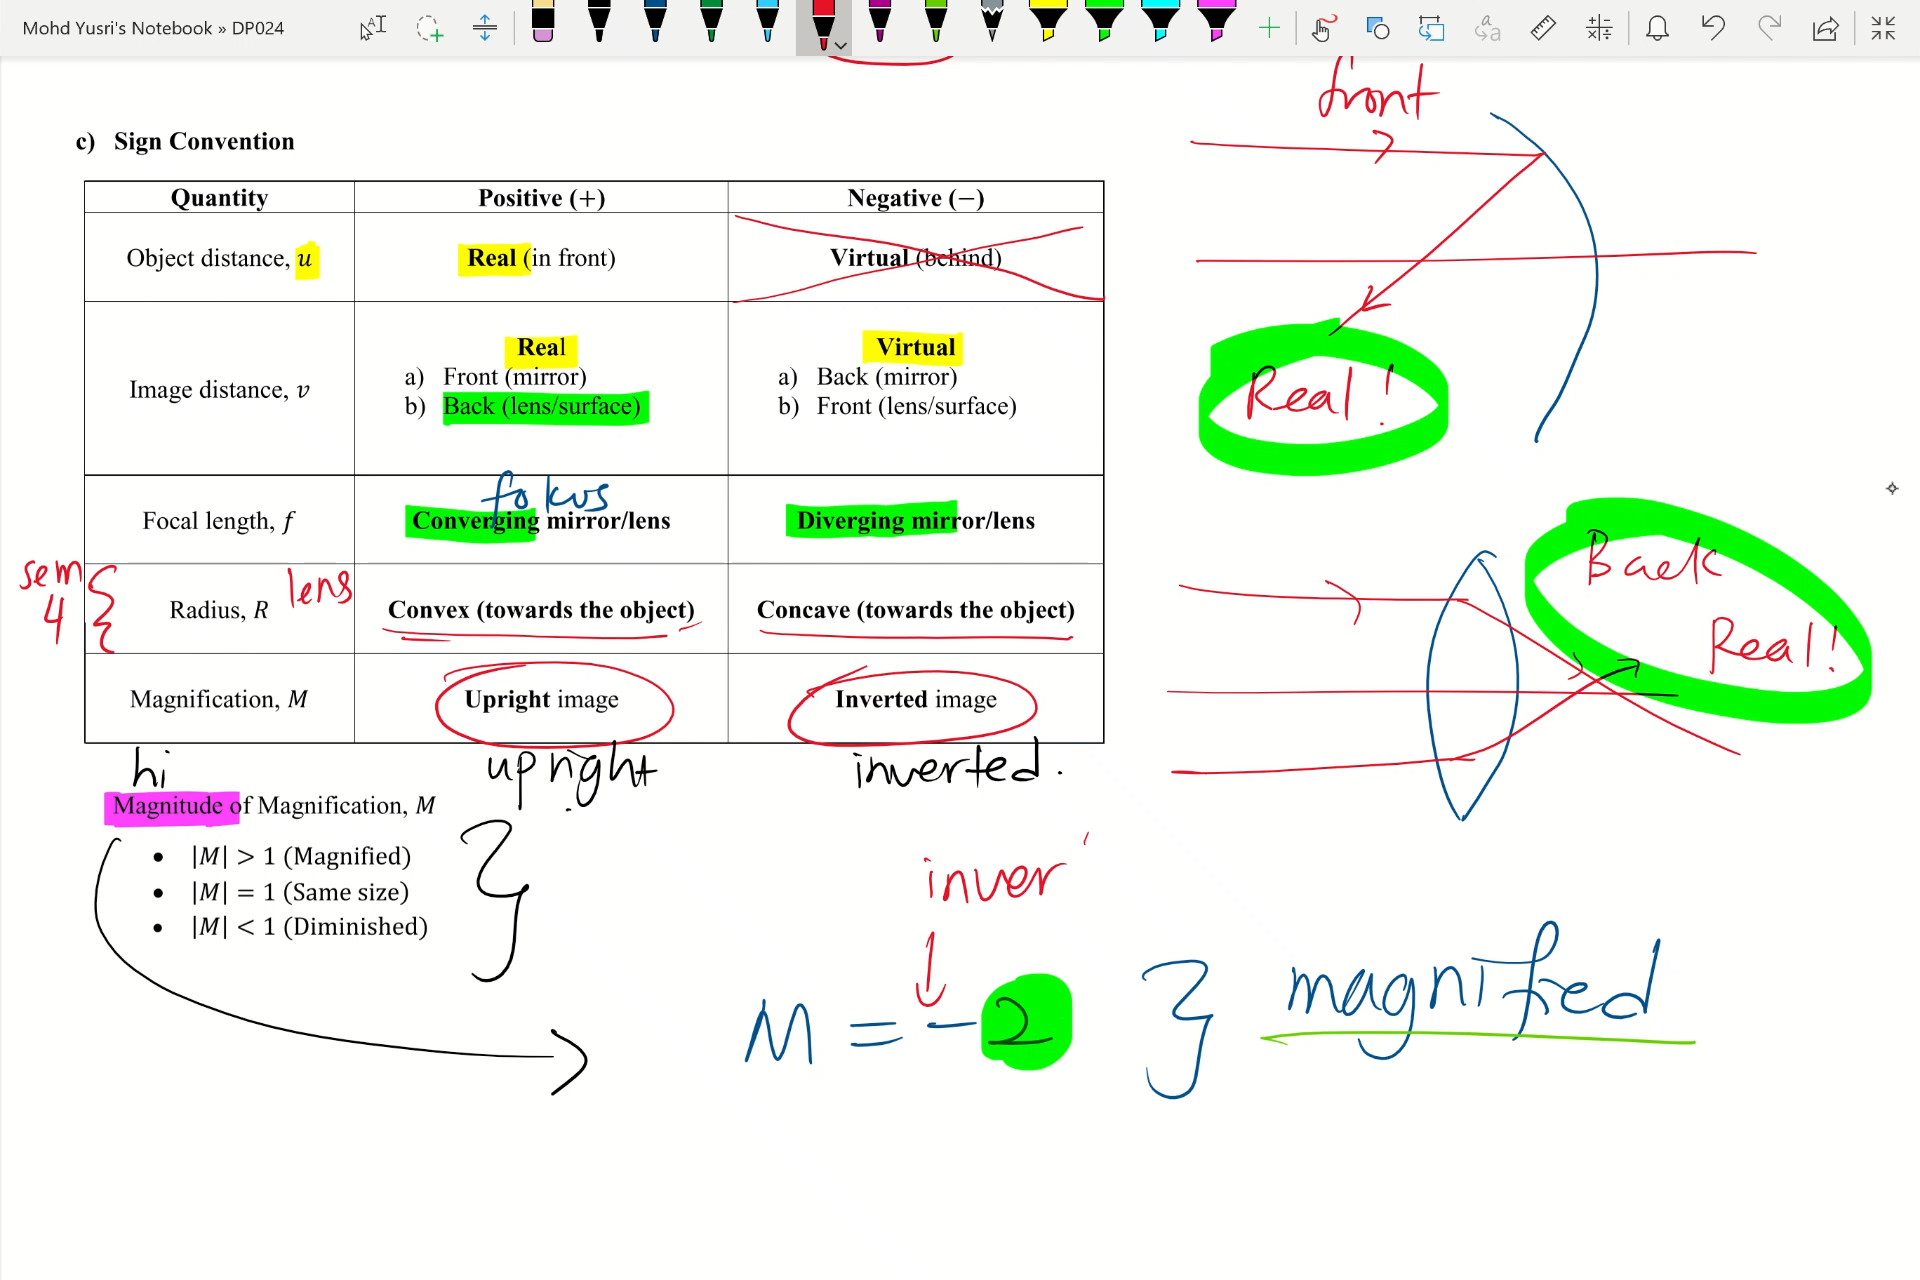 Mohd Yusri's Notebook » DP024
front
c) Sign Convention
Quantity Positive (+) Negative (−)
Object distance, u Real (in front) Virtual (behind)
Image distance, v
Real
a) Front (mirror)
b) Back (lens/surface)
Virtual
a) Back (mirror)
b) Front (lens/surface)
Real!
fokus
Focal length, f Converging mirror/lens Diverging mirror/lens
sem
4
lens
Radius, R Convex (towards the object) Concave (towards the object)
Magnification, M Upright image Inverted image
Back
Real!
hi upright inverted.
Magnitude of Magnification, M
• |M| > 1 (Magnified)
• |M| = 1 (Same size)
• |M| < 1 (Diminished)
inver
M = −2 } magnified